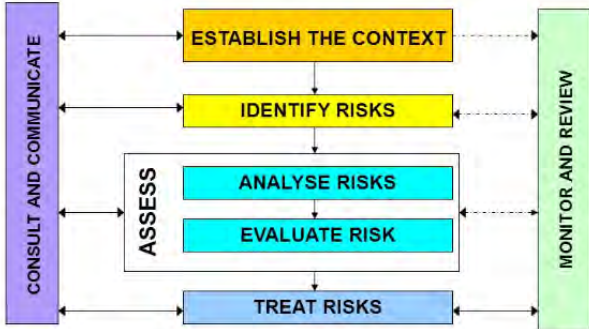 CONSULT AND COMMUNICATE
ESTABLISH THE CONTEXT
IDENTIFY RISKS
ASSESS
ANALYSE RISKS
EVALUATE RISK
TREAT RISKS
MONITOR AND REVIEW